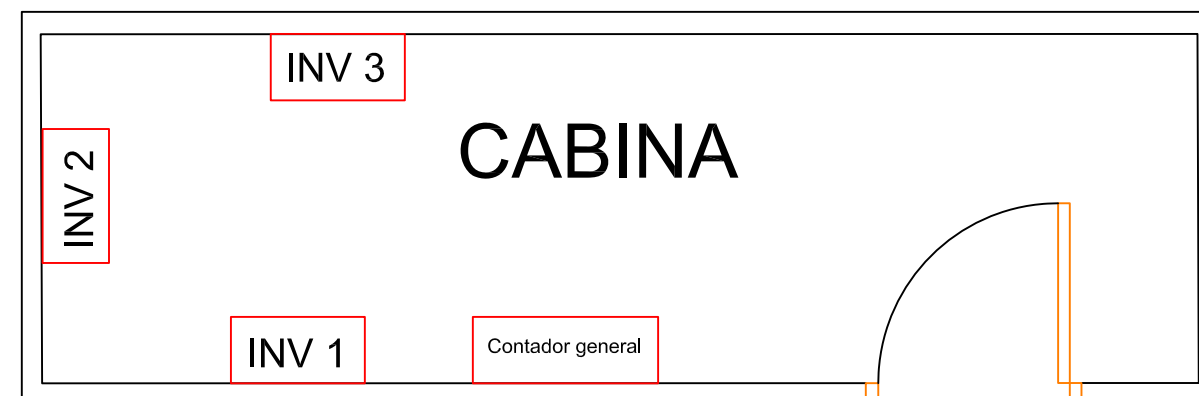 INV 3
CABINA
INV 2
INV 1
Contador general